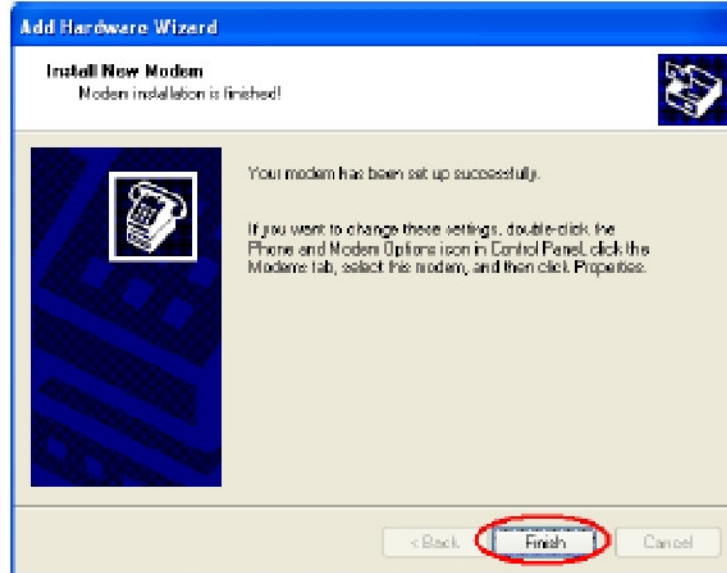 Add Hardware Wizard
Install New Modem
Modem installation is finished!
Your modem has been set up successfully.
If you want to change these settings, double-click the
Phone and Modem Options icon in Control Panel, click the
Modems tab, select this modem, and then click Properties.
< Back
Finish
Cancel